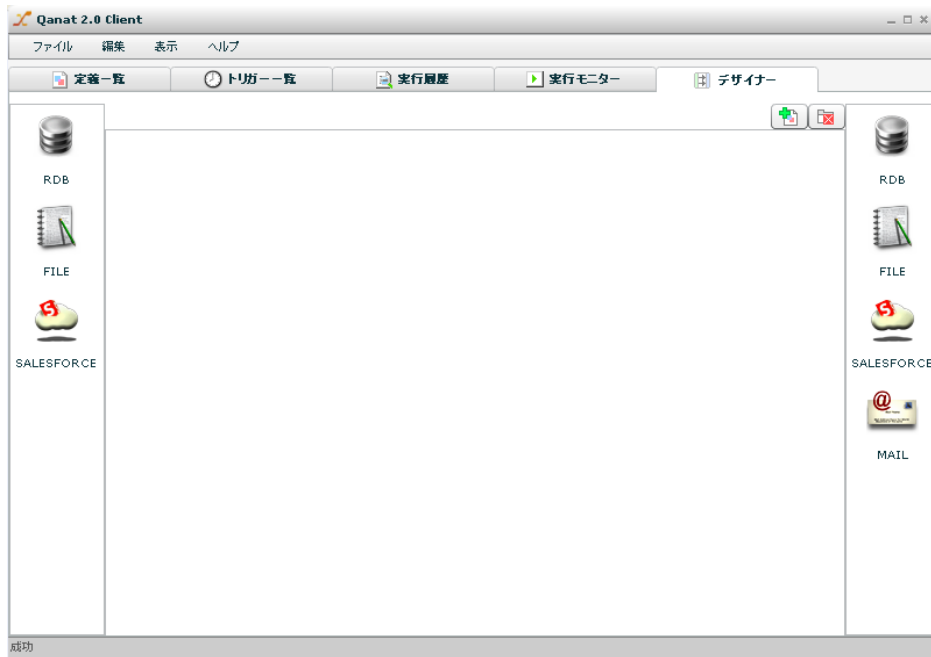 Qanat 2.0 Client
ファイル 編集 表示 ヘルプ
定義一覧 トリガー一覧 実行履歴 実行モニター デザイナー
RDB
FILE
SALESFORCE
RDB
FILE
SALESFORCE
MAIL
成功